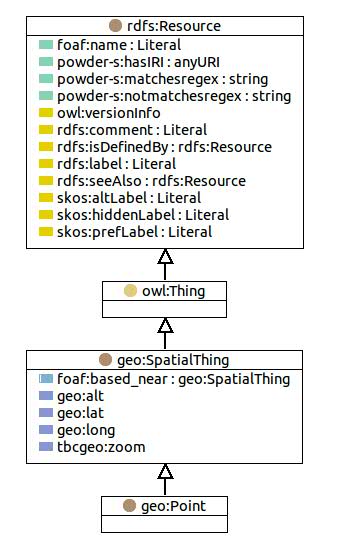 rdfs:Resource
foaf:name : Literal
powder-s:hasIRI : anyURI
powder-s:matchesregex : string
powder-s:notmatchesregex : string
owl:versionInfo
rdfs:comment : Literal
rdfs:isDefinedBy : rdfs:Resource
rdfs:label : Literal
rdfs:seeAlso : rdfs:Resource
skos:altLabel : Literal
skos:hiddenLabel : Literal
skos:prefLabel : Literal
owl:Thing
geo:SpatialThing
foaf:based_near : geo:SpatialThing
geo:alt
geo:lat
geo:long
tbcgeo:zoom
geo:Point